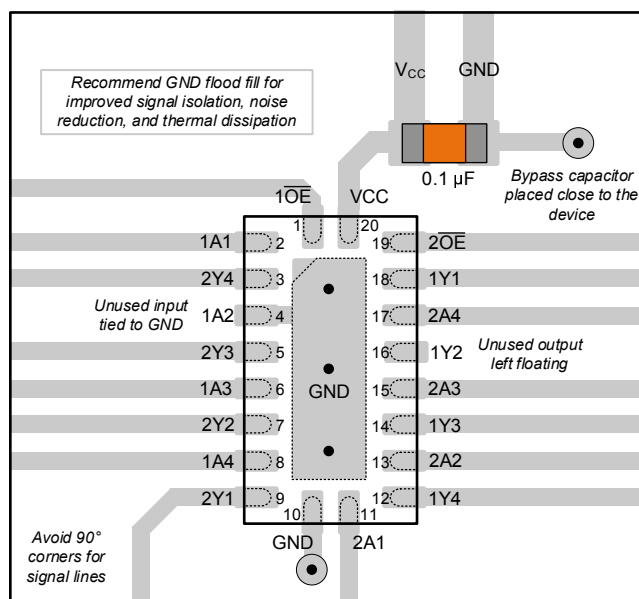 Recommend GND flood fill for
improved signal isolation, noise
reduction, and thermal dissipation
V_CC GND
0.1 µF
Bypass capacitor
placed close to the
device
1O̅E̅ VCC
1 20
1A1 2 19 2O̅E̅
2Y4 3 18 1Y1
Unused input
tied to GND
1A2 4 17 2A4
2Y3 5 16 1Y2
Unused output
left floating
1A3 6 GND 15 2A3
2Y2 7 14 1Y3
1A4 8 13 2A2
2Y1 9 12 1Y4
10 11
GND 2A1
Avoid 90°
corners for
signal lines